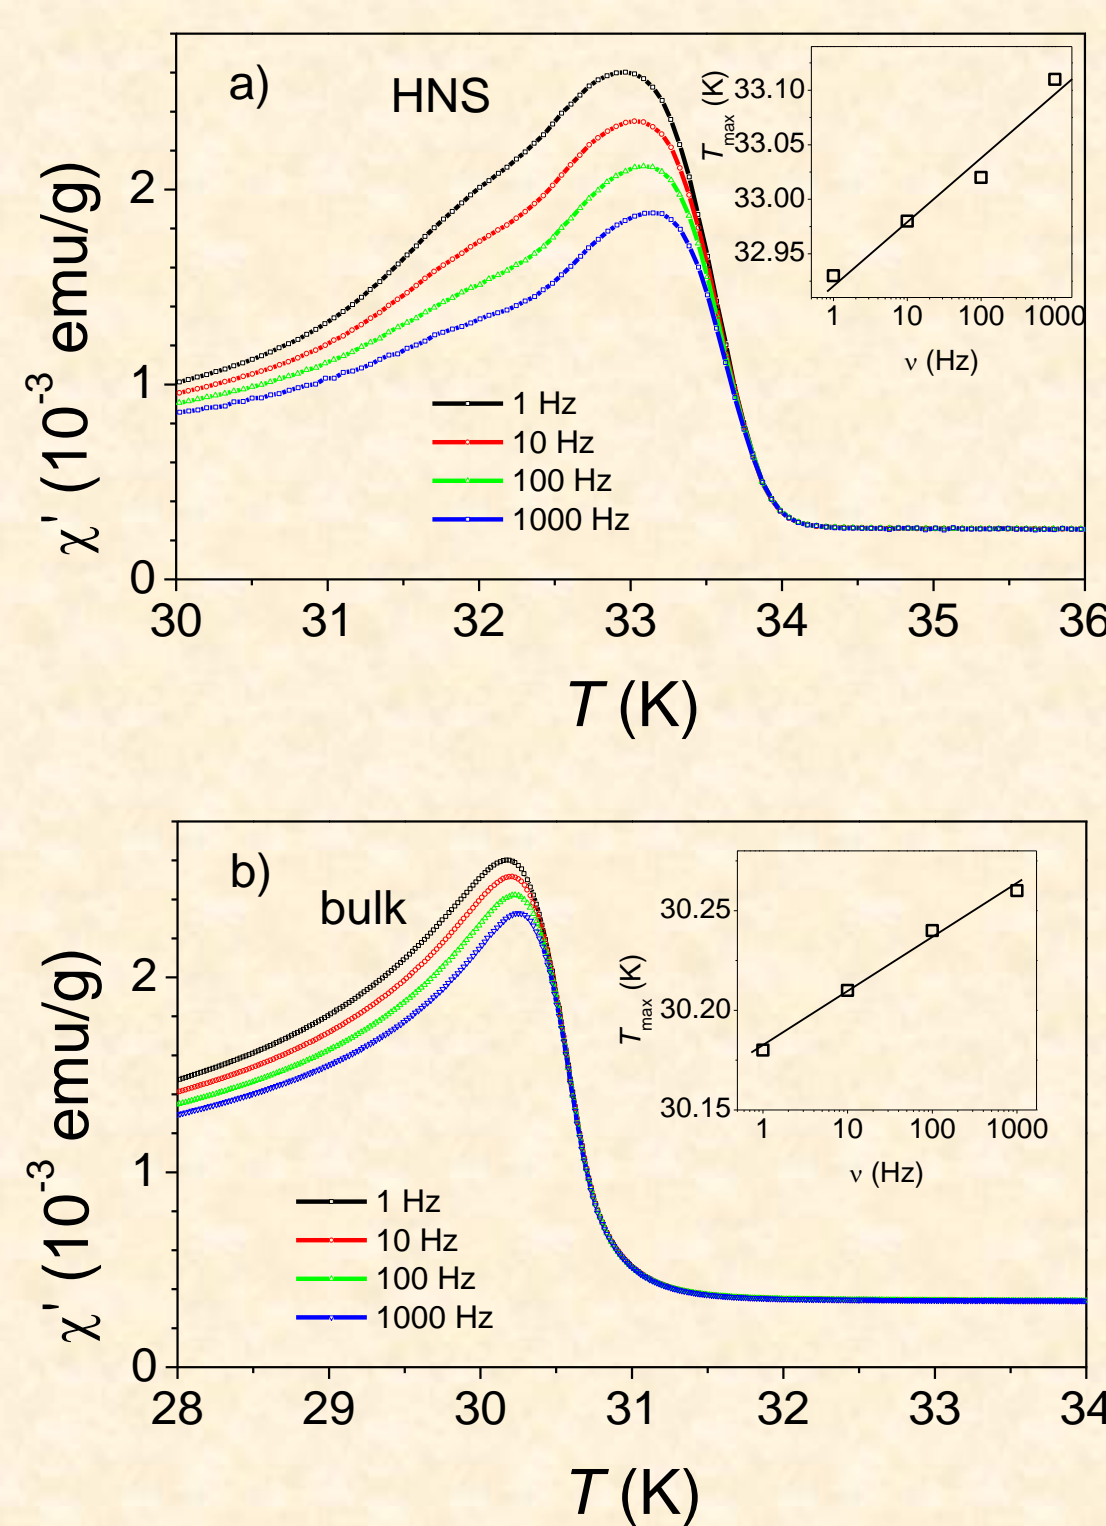 a)
HNS
χ' (10-3 emu/g)
2
1
0
30 31 32 33 34 35 36
T (K)
1 Hz
10 Hz
100 Hz
1000 Hz
Tmax (K)
33.10
33.05
33.00
32.95
1 10 100 1000
ν (Hz)
b)
bulk
χ' (10-3 emu/g)
2
1
0
28 29 30 31 32 33 34
T (K)
1 Hz
10 Hz
100 Hz
1000 Hz
Tmax (K)
30.25
30.20
30.15
1 10 100 1000
ν (Hz)